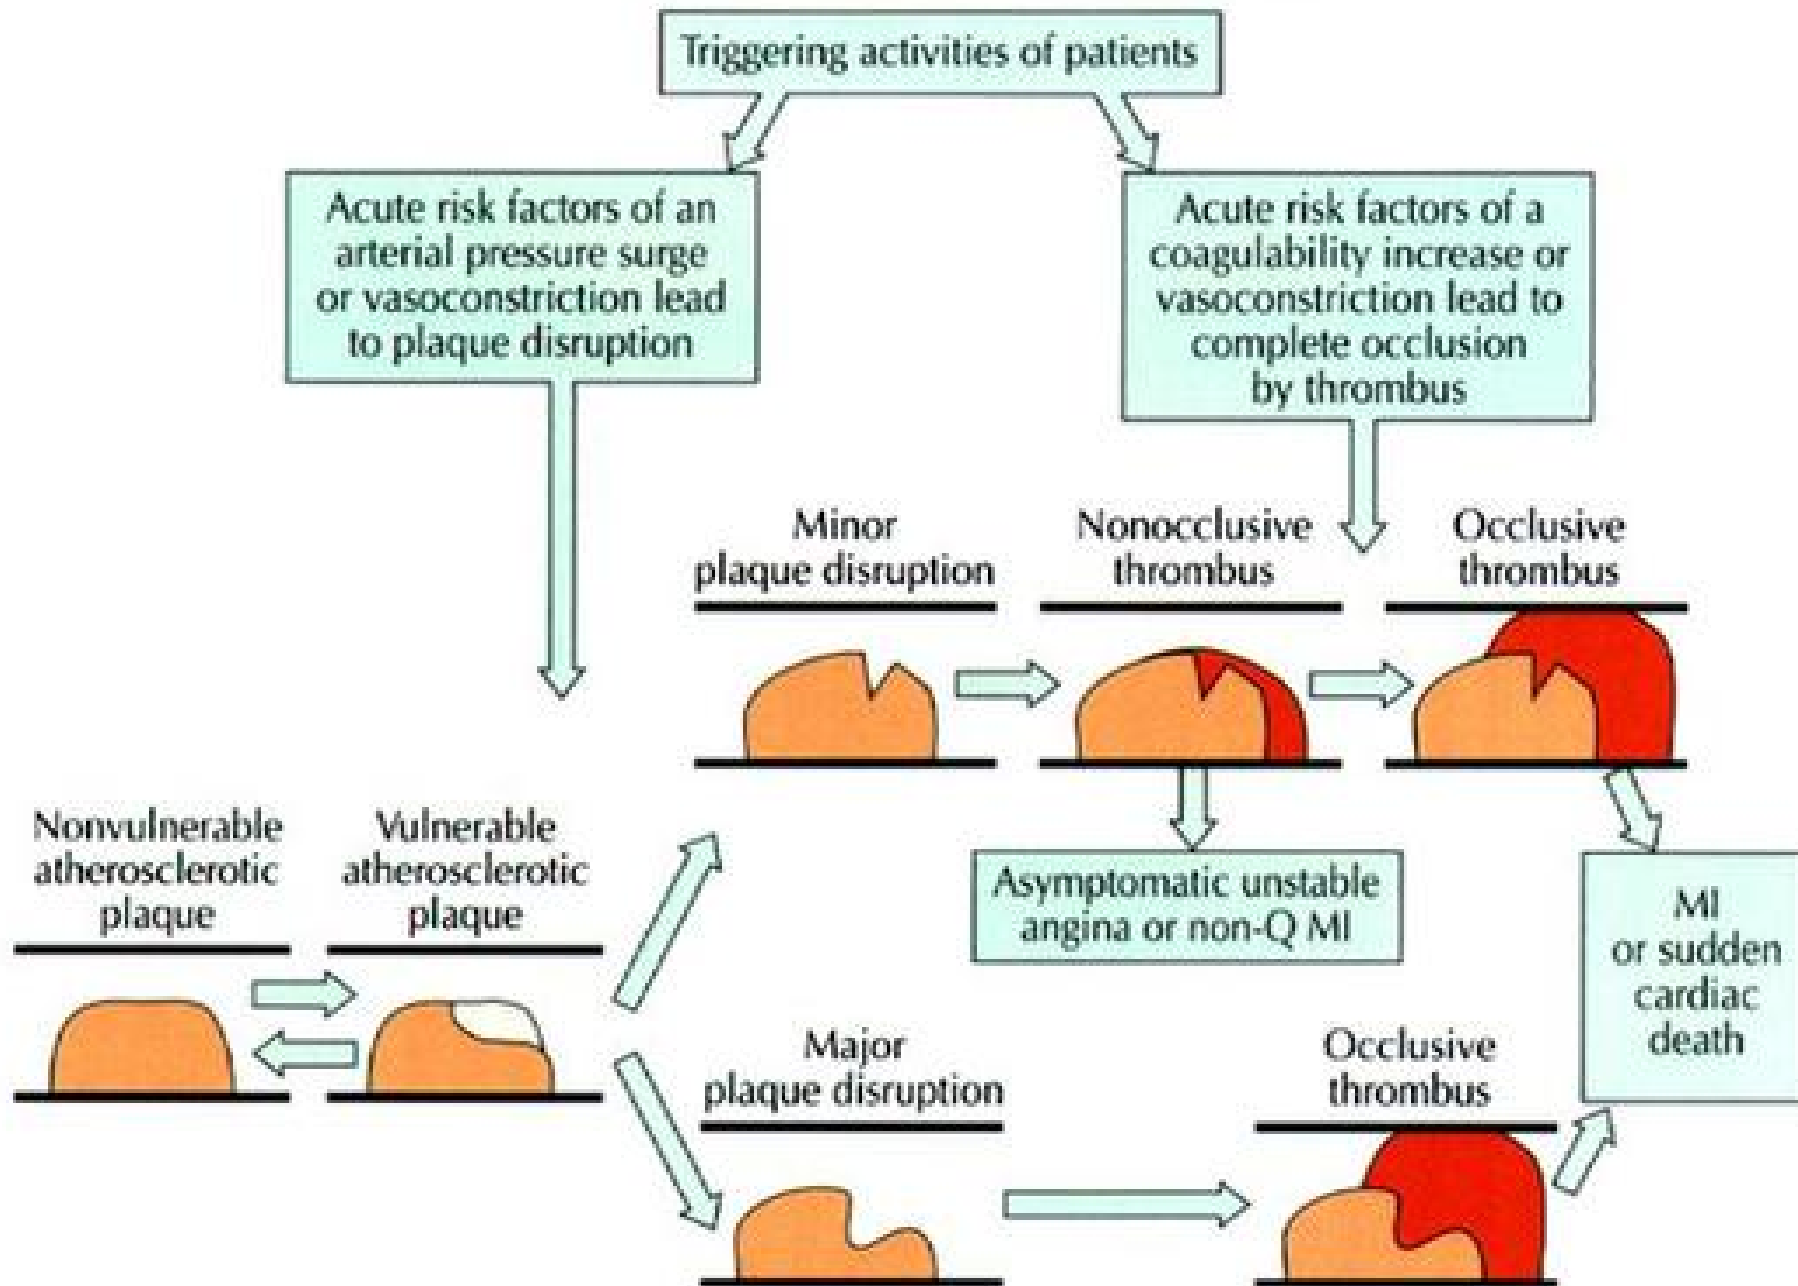 Triggering activities of patients
Acute risk factors of an
arterial pressure surge
or vasoconstriction lead
to plaque disruption
Acute risk factors of a
coagulability increase or
vasoconstriction lead to
complete occlusion
by thrombus
Minor
plaque disruption
Nonocclusive
thrombus
Occlusive
thrombus
Nonvulnerable
atherosclerotic
plaque
Vulnerable
atherosclerotic
plaque
Asymptomatic unstable
angina or non-Q MI
MI
or sudden
cardiac
death
Major
plaque disruption
Occlusive
thrombus